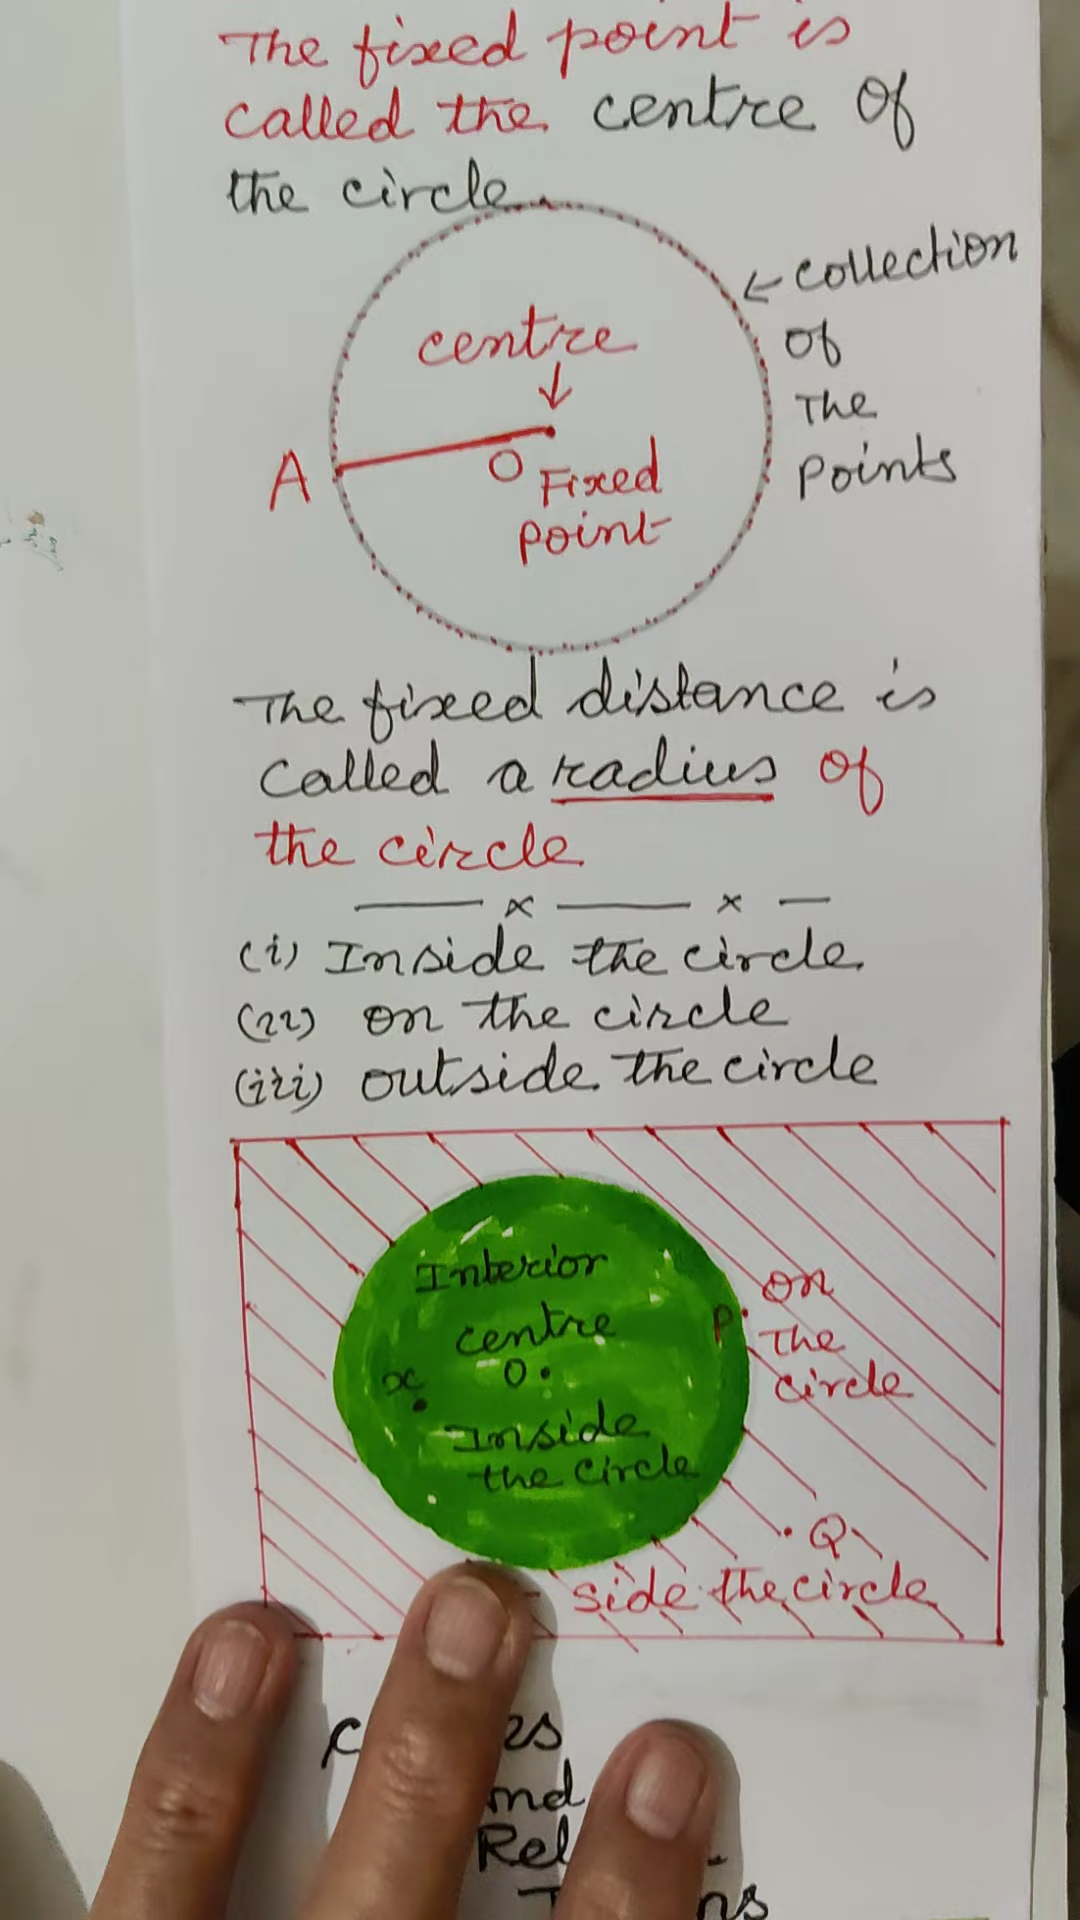 The fixed point is
called the centre of
the circle
← collection
of
The
points
centre
↓
A
O Fixed
point
The fixed distance is
called a radius of
the circle
(i) Inside the circle
(ii) on the circle
(iii) outside the circle
Interior
centre
x O
Inside
the circle
P on
The
circle
Q
side the circle